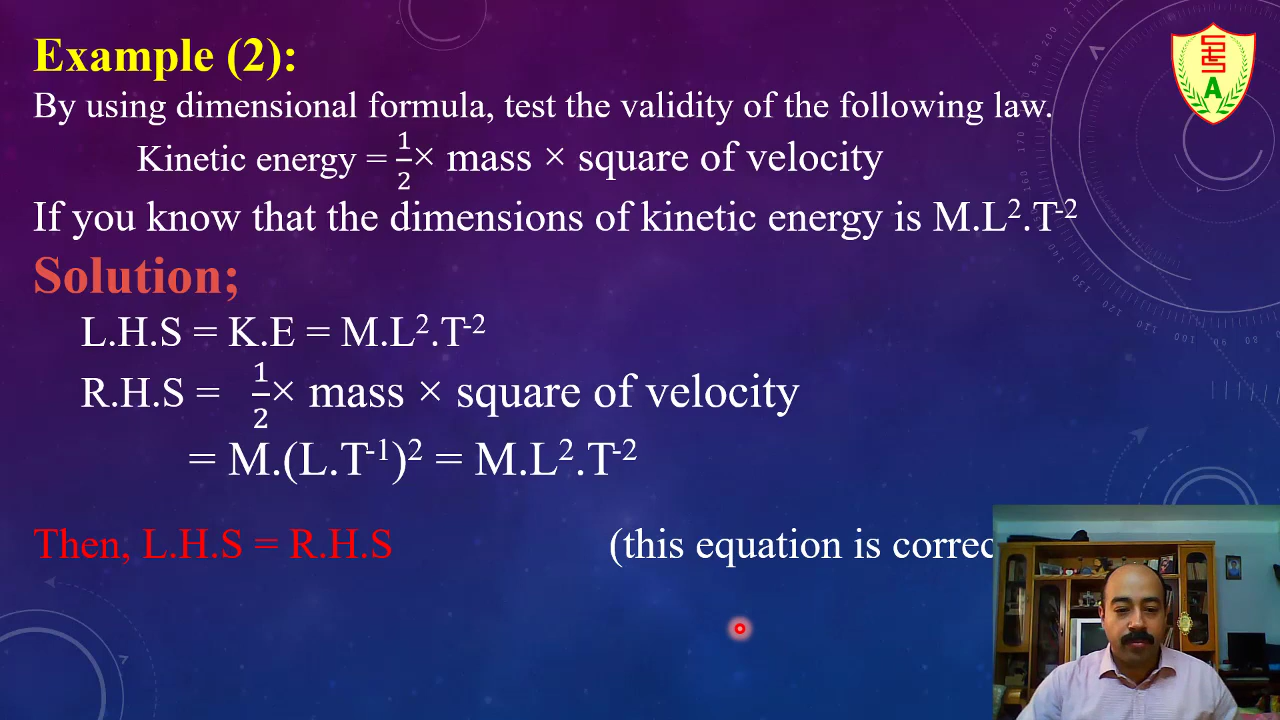 Example (2):
By using dimensional formula, test the validity of the following law.
Kinetic energy = ½ × mass × square of velocity
If you know that the dimensions of kinetic energy is M.L².T⁻²
Solution;
L.H.S = K.E = M.L².T⁻²
R.H.S = ½ × mass × square of velocity
= M.(L.T⁻¹)² = M.L².T⁻²
Then, L.H.S = R.H.S (this equation is correc
A